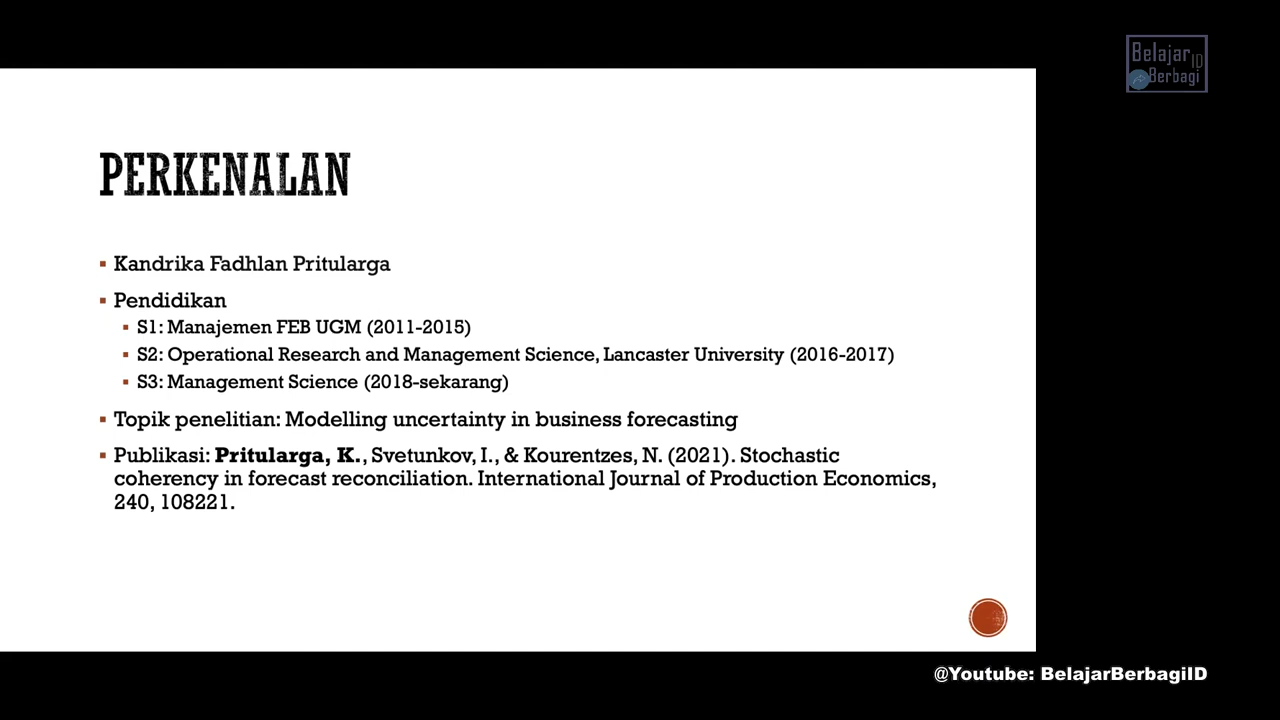 Belajar
ID
Berbagi
PERKENALAN
Kandrika Fadhlan Pritularga
Pendidikan
S1: Manajemen FEB UGM (2011-2015)
S2: Operational Research and Management Science, Lancaster University (2016-2017)
S3: Management Science (2018-sekarang)
Topik penelitian: Modelling uncertainty in business forecasting
Publikasi: Pritularga, K., Svetunkov, I., & Kourentzes, N. (2021). Stochastic
coherency in forecast reconciliation. International Journal of Production Economics,
240, 108221.
@Youtube: BelajarBerbagiID